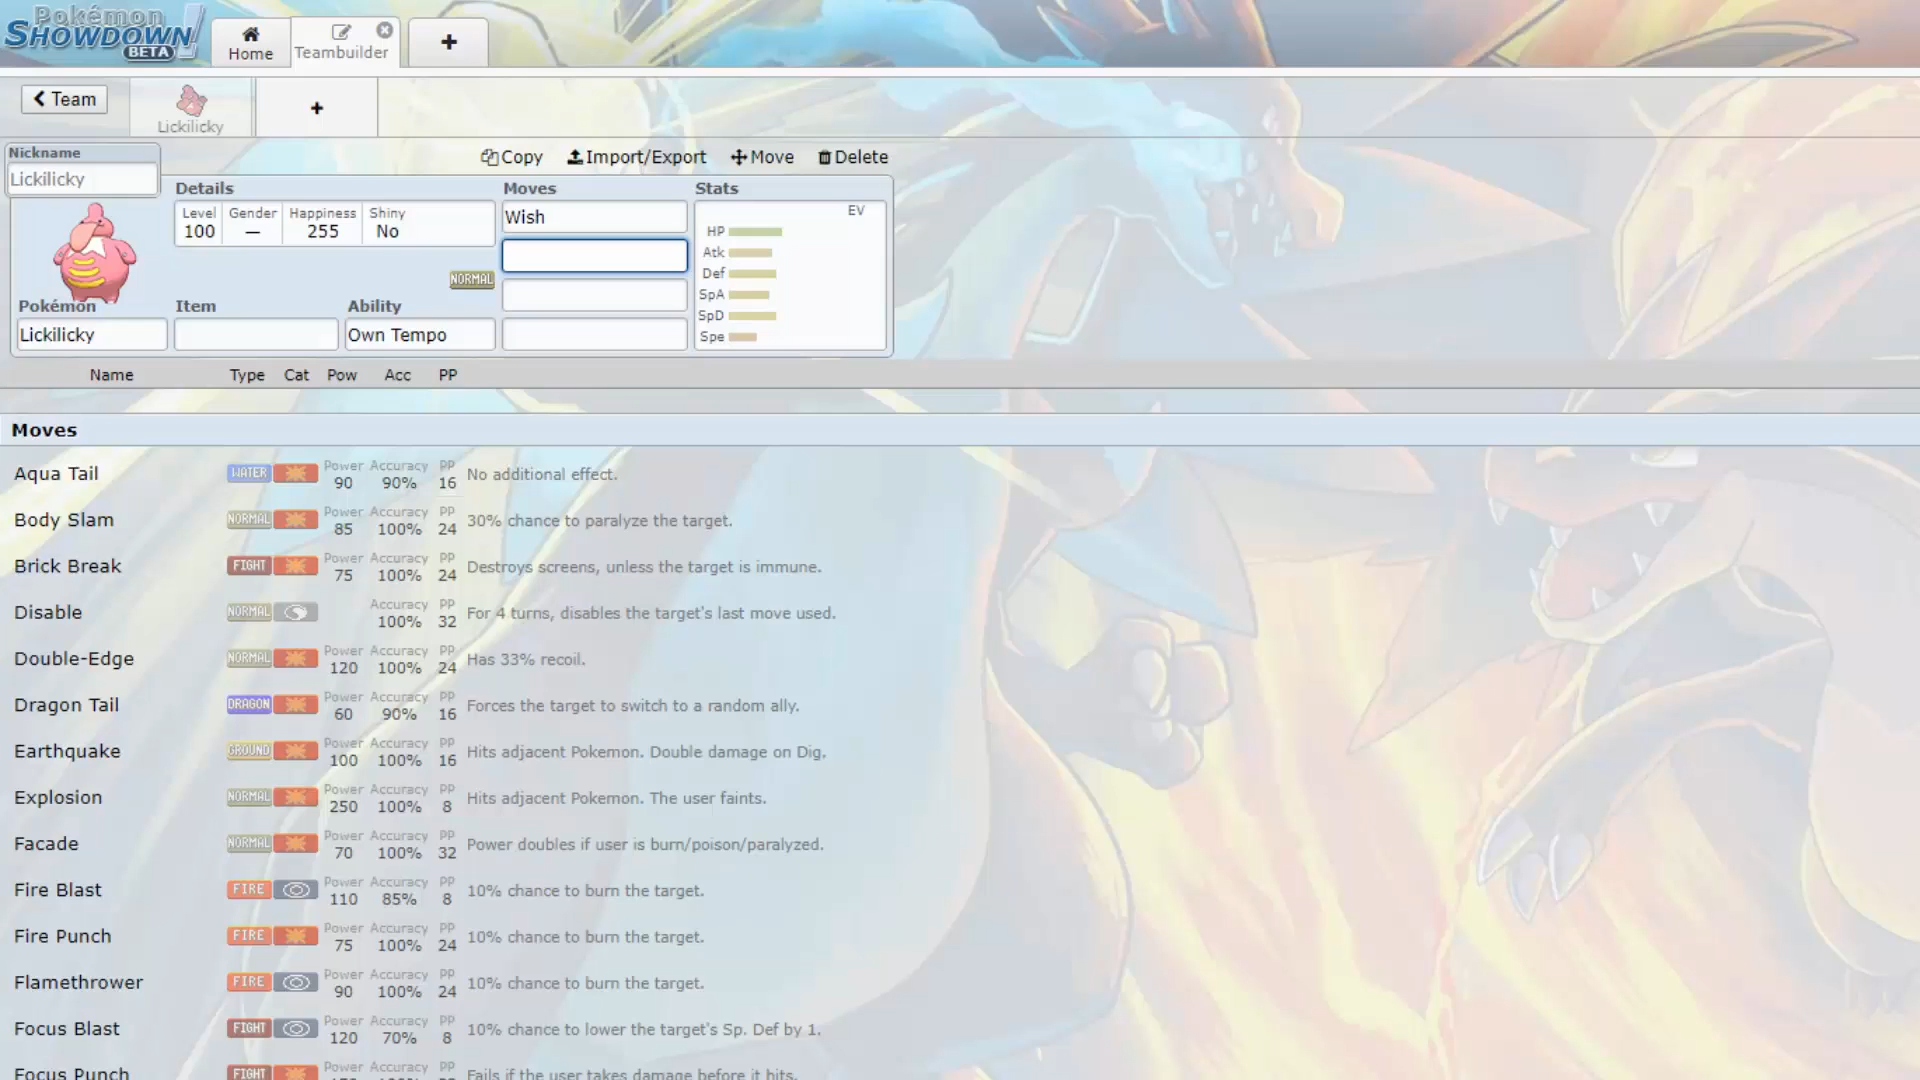 Pokémon
SHOWDOWN!
BETA
Home
Teambuilder
+
Team
Lickilicky
+
Nickname
Lickilicky
Copy Import/Export Move Delete
Details Moves Stats
Level Gender Happiness Shiny
100 — 255 No
Wish
EV
HP
Atk
Def
SpA
SpD
Spe
NORMAL
Pokémon Item Ability
Lickilicky Own Tempo
Name Type Cat Pow Acc PP
Moves
Aqua Tail WATER Power 90 Accuracy 90% PP 16 No additional effect.
Body Slam NORMAL Power 85 Accuracy 100% PP 24 30% chance to paralyze the target.
Brick Break FIGHT Power 75 Accuracy 100% PP 24 Destroys screens, unless the target is immune.
Disable NORMAL Accuracy 100% PP 32 For 4 turns, disables the target's last move used.
Double-Edge NORMAL Power 120 Accuracy 100% PP 24 Has 33% recoil.
Dragon Tail DRAGON Power 60 Accuracy 90% PP 16 Forces the target to switch to a random ally.
Earthquake GROUND Power 100 Accuracy 100% PP 16 Hits adjacent Pokemon. Double damage on Dig.
Explosion NORMAL Power 250 Accuracy 100% PP 8 Hits adjacent Pokemon. The user faints.
Facade NORMAL Power 70 Accuracy 100% PP 32 Power doubles if user is burn/poison/paralyzed.
Fire Blast FIRE Power 110 Accuracy 85% PP 8 10% chance to burn the target.
Fire Punch FIRE Power 75 Accuracy 100% PP 24 10% chance to burn the target.
Flamethrower FIRE Power 90 Accuracy 100% PP 24 10% chance to burn the target.
Focus Blast FIGHT Power 120 Accuracy 70% PP 8 10% chance to lower the target's Sp. Def by 1.
Focus Punch FIGHT Power Accuracy PP Fails if the user takes damage before it hits.